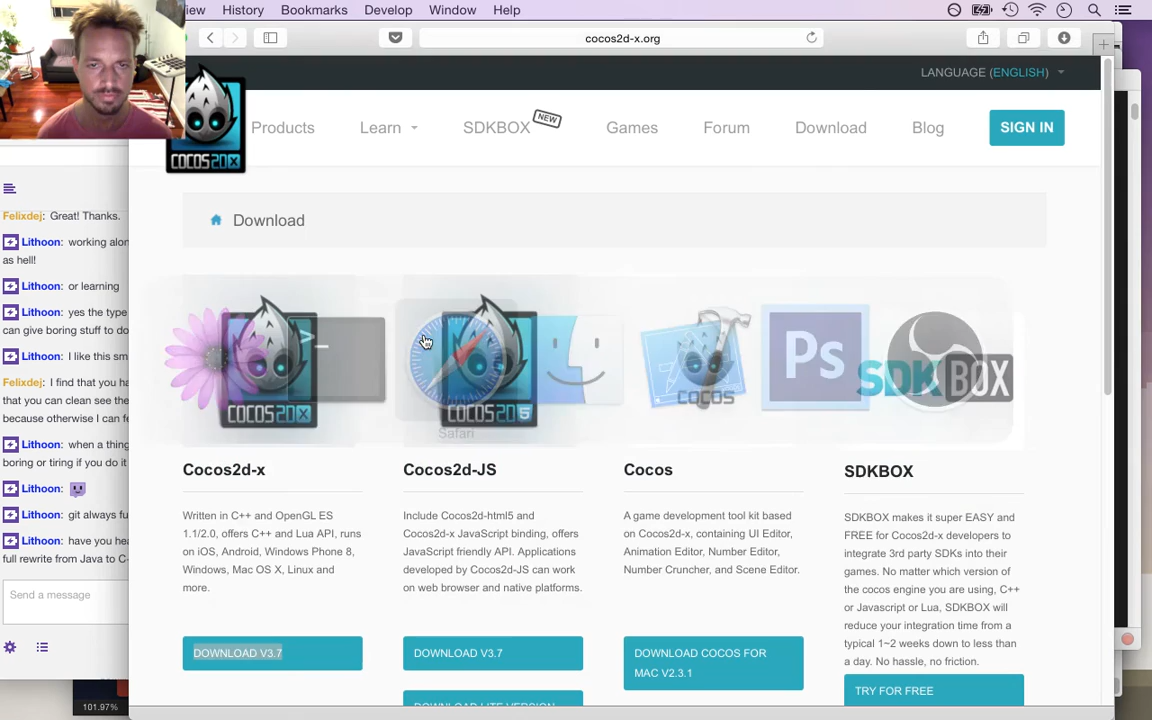 iew History Bookmarks Develop Window Help
cocos2d-x.org
LANGUAGE (ENGLISH)
Products Learn SDKBOX NEW Games Forum Download Blog SIGN IN
COCOS2DX
Download
Felixdej: Great! Thanks.
Lithoon: working alon
as hell!
Lithoon: or learning
Lithoon: yes the type
can give boring stuff to do
Lithoon: I like this sm
Felixdej: I find that you ha
that you can clean see the
because otherwise I can fe
Lithoon: when a thing
boring or tiring if you do it
Lithoon:
Lithoon: git always fu
Lithoon: have you hea
full rewrite from Java to C-
Send a message
101.97%
COCOS2DX
COCOS2D 5
COCOS
Ps
SDKBOX
Safari
Cocos2d-x
Written in C++ and OpenGL ES
1.1/2.0, offers C++ and Lua API, runs
on iOS, Android, Windows Phone 8,
Windows, Mac OS X, Linux and
more.
DOWNLOAD V3.7
Cocos2d-JS
Include Cocos2d-html5 and
Cocos2d-x JavaScript binding, offers
JavaScript friendly API. Applications
developed by Cocos2d-JS can work
on web browser and native platforms.
DOWNLOAD V3.7
DOWNLOAD LITE VERSION
Cocos
A game development tool kit based
on Cocos2d-x, containing UI Editor,
Animation Editor, Number Editor,
Number Cruncher, and Scene Editor.
DOWNLOAD COCOS FOR
MAC V2.3.1
SDKBOX
SDKBOX makes it super EASY and
FREE for Cocos2d-x developers to
integrate 3rd party SDKs into their
games. No matter which version of
the cocos engine you are using, C++
or Javascript or Lua, SDKBOX will
reduce your integration time from a
typical 1~2 weeks down to less than
a day. No hassle, no friction.
TRY FOR FREE